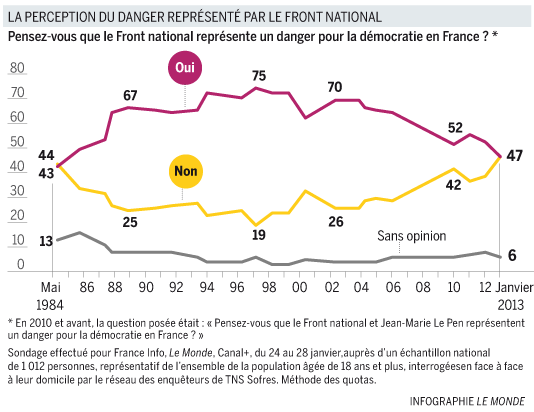 LA PERCEPTION DU DANGER REPRÉSENTÉ PAR LE FRONT NATIONAL
Pensez-vous que le Front national représente un danger pour la démocratie en France ? *
80
70
60
50
40
30
20
10
0
Oui
67
75
70
52
47
44
43
Non
25
19
26
42
13
Sans opinion
6
Mai 86 88 90 92 94 96 98 00 02 04 06 08 10 12 Janvier
1984 2013
* En 2010 et avant, la question posée était : « Pensez-vous que le Front national et Jean-Marie Le Pen représentent
un danger pour la démocratie en France ? »
Sondage effectué pour France Info, Le Monde, Canal+, du 24 au 28 janvier,auprès d'un échantillon national
de 1 012 personnes, représentatif de l'ensemble de la population âgée de 18 ans et plus, interrogéesen face à face
à leur domicile par le réseau des enquêteurs de TNS Sofres. Méthode des quotas.
INFOGRAPHIE LE MONDE